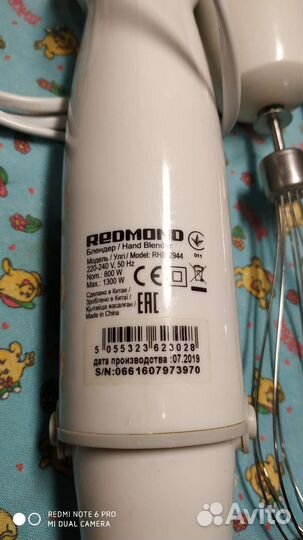 REDMOND
Блендер / Hand Blender
Модель / Үлгі / Model: RHB-2944
220-240 V, 50 Hz
Nom.: 800 W
Max.: 1300 W
011
Сделано в Китае
Зроблено в Китаї
Қытайда жасалған
Made in China
EAC
5 055323 623028
дата производства :07.2019
S/N:0661607973970
REDMI NOTE 6 PRO
MI DUAL CAMERA
Avito